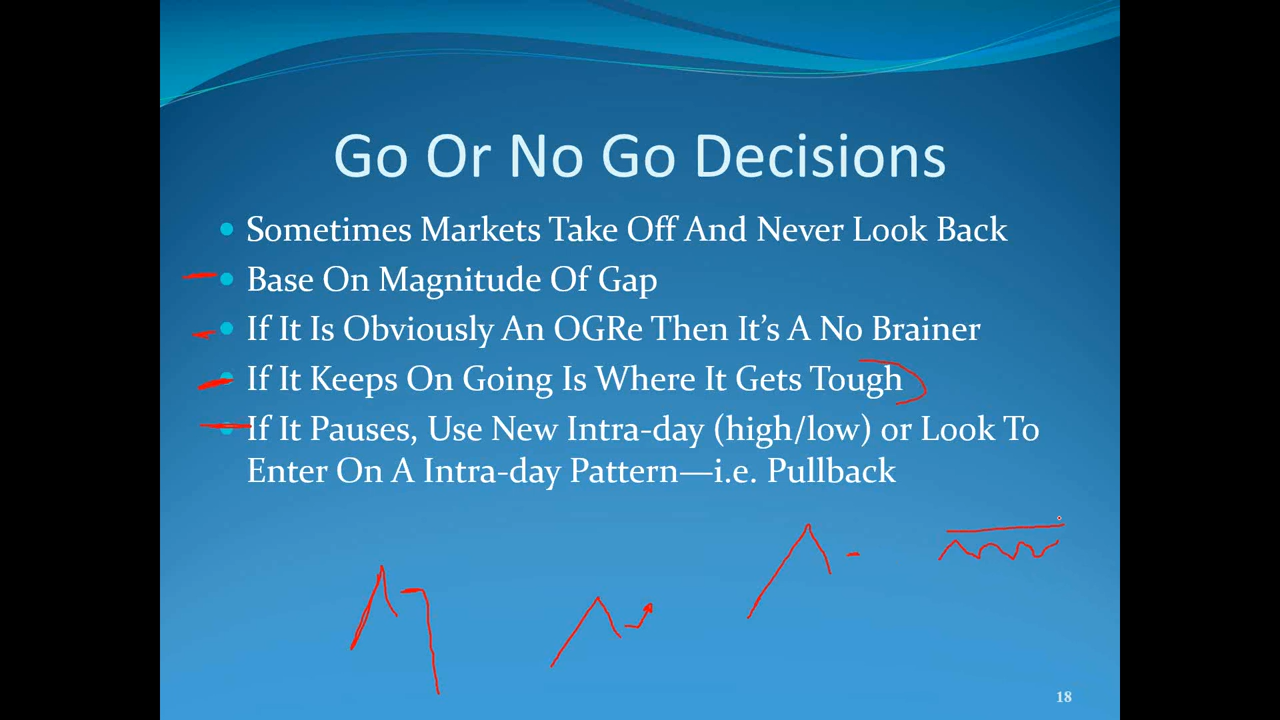 Go Or No Go Decisions
Sometimes Markets Take Off And Never Look Back
Base On Magnitude Of Gap
If It Is Obviously An OGRe Then It's A No Brainer
If It Keeps On Going Is Where It Gets Tough
If It Pauses, Use New Intra-day (high/low) or Look To
Enter On A Intra-day Pattern—i.e. Pullback
18